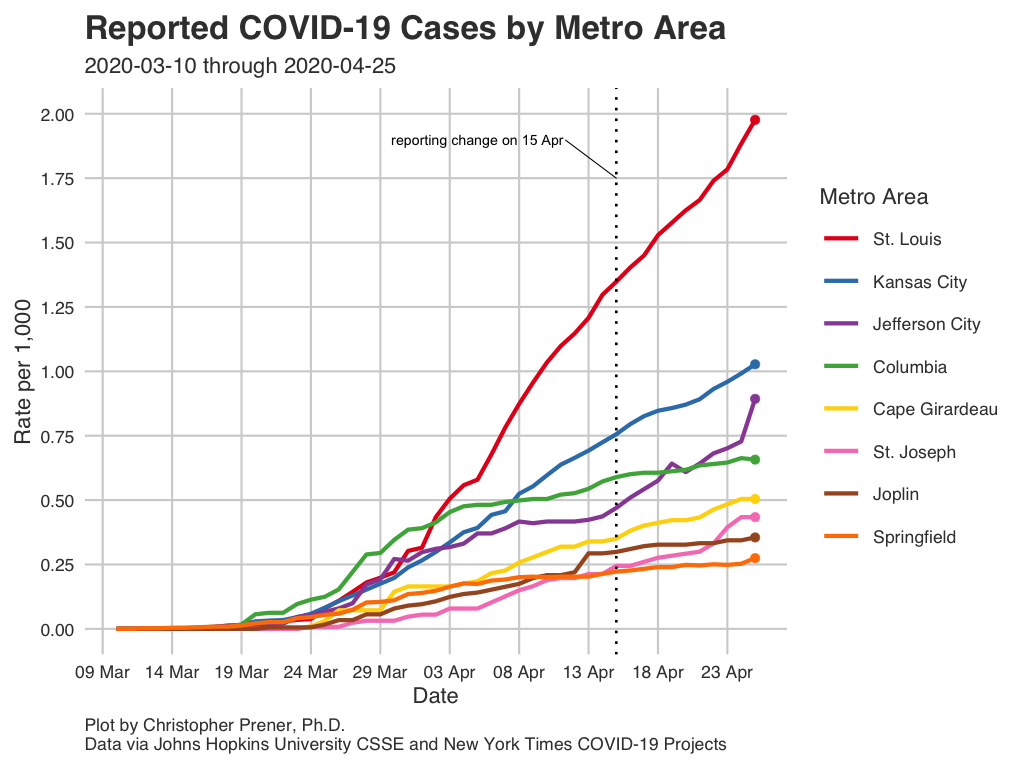 Reported COVID-19 Cases by Metro Area
2020-03-10 through 2020-04-25
2.00
1.75
1.50
1.25
1.00
0.75
0.50
0.25
0.00
Rate per 1,000
reporting change on 15 Apr
09 Mar 14 Mar 19 Mar 24 Mar 29 Mar 03 Apr 08 Apr 13 Apr 18 Apr 23 Apr
Date
Metro Area
St. Louis
Kansas City
Jefferson City
Columbia
Cape Girardeau
St. Joseph
Joplin
Springfield
Plot by Christopher Prener, Ph.D.
Data via Johns Hopkins University CSSE and New York Times COVID-19 Projects